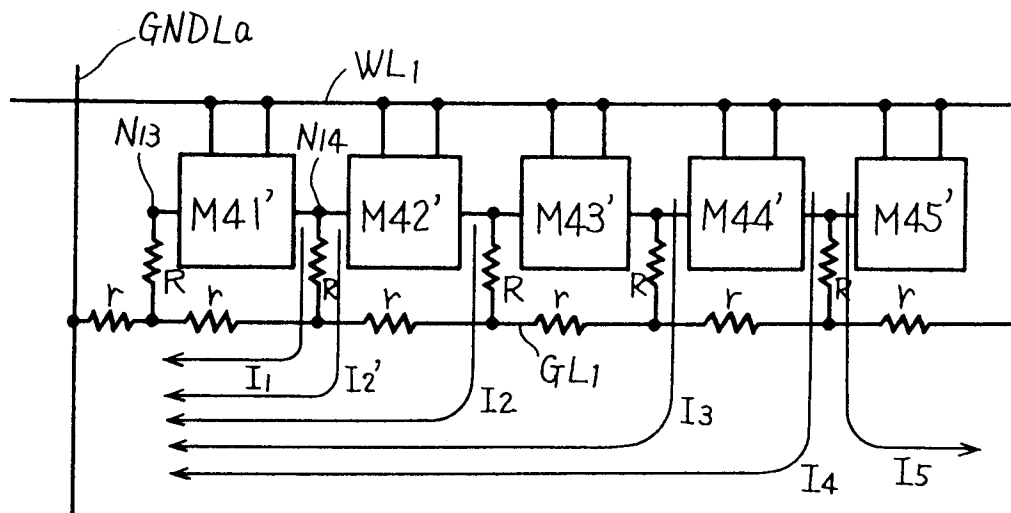 GNDLa
WL1
N13
N14
M41' M42' M43' M44' M45'
R R R R R
r r r r r r
GL1
I1 I2' I2 I3 I4 I5